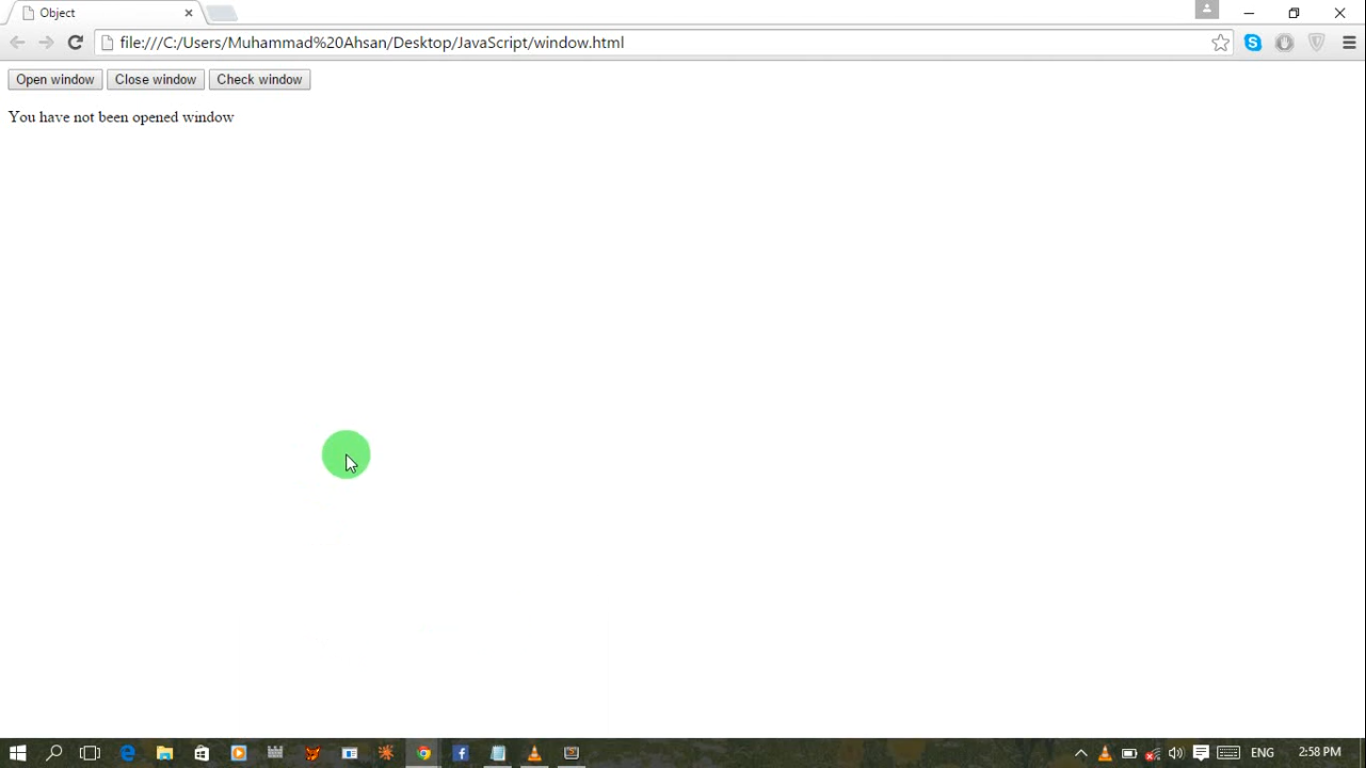 Object
file:///C:/Users/Muhammad%20Ahsan/Desktop/JavaScript/window.html
Open window Close window Check window
You have not been opened window
ENG 2:58 PM